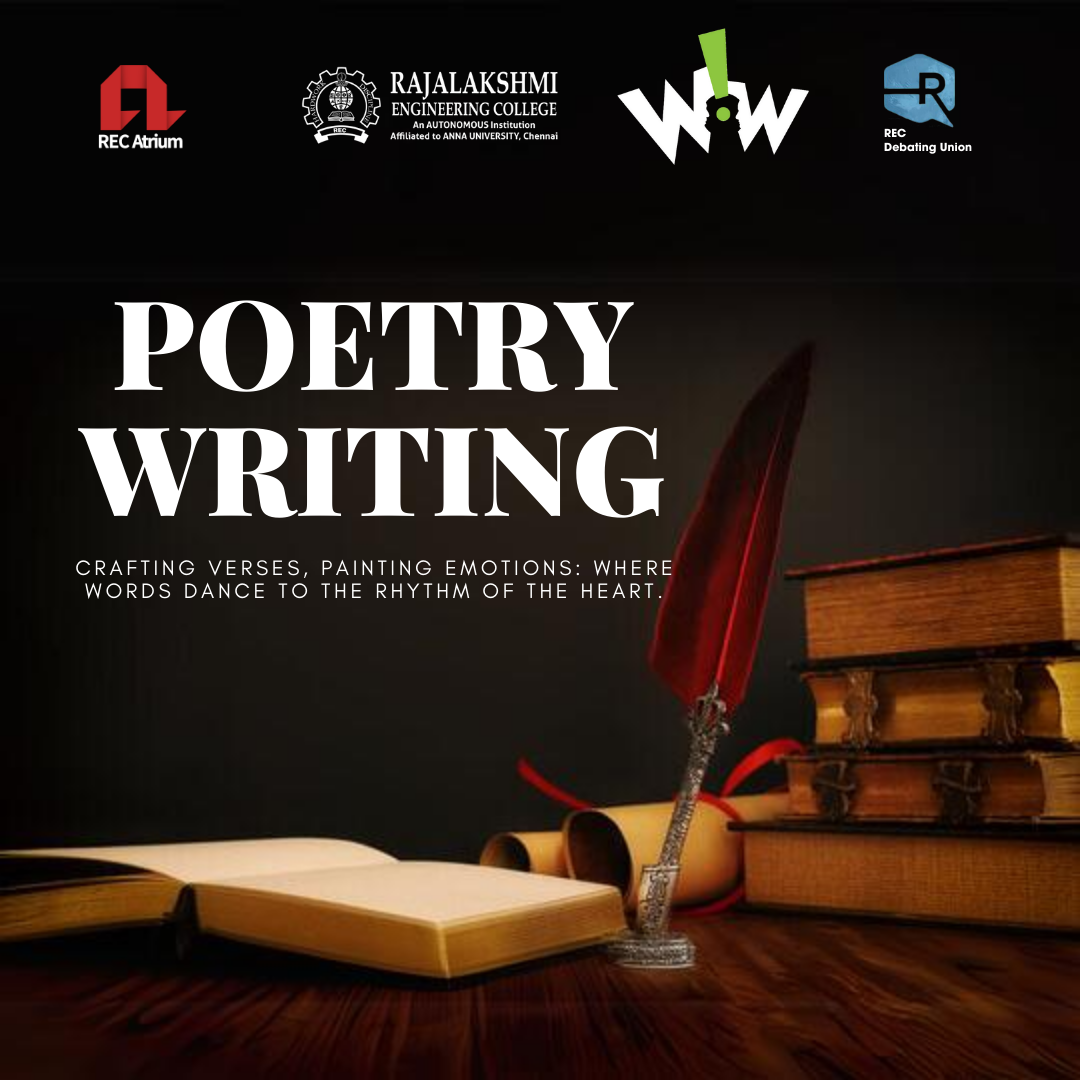 REC Atrium
RAJALAKSHMI
ENGINEERING COLLEGE
An AUTONOMOUS Institution
Affiliated to ANNA UNIVERSITY, Chennai
REC
W!W
R
REC
Debating Union
POETRY
WRITING
CRAFTING VERSES, PAINTING EMOTIONS: WHERE
WORDS DANCE TO THE RHYTHM OF THE HEART.